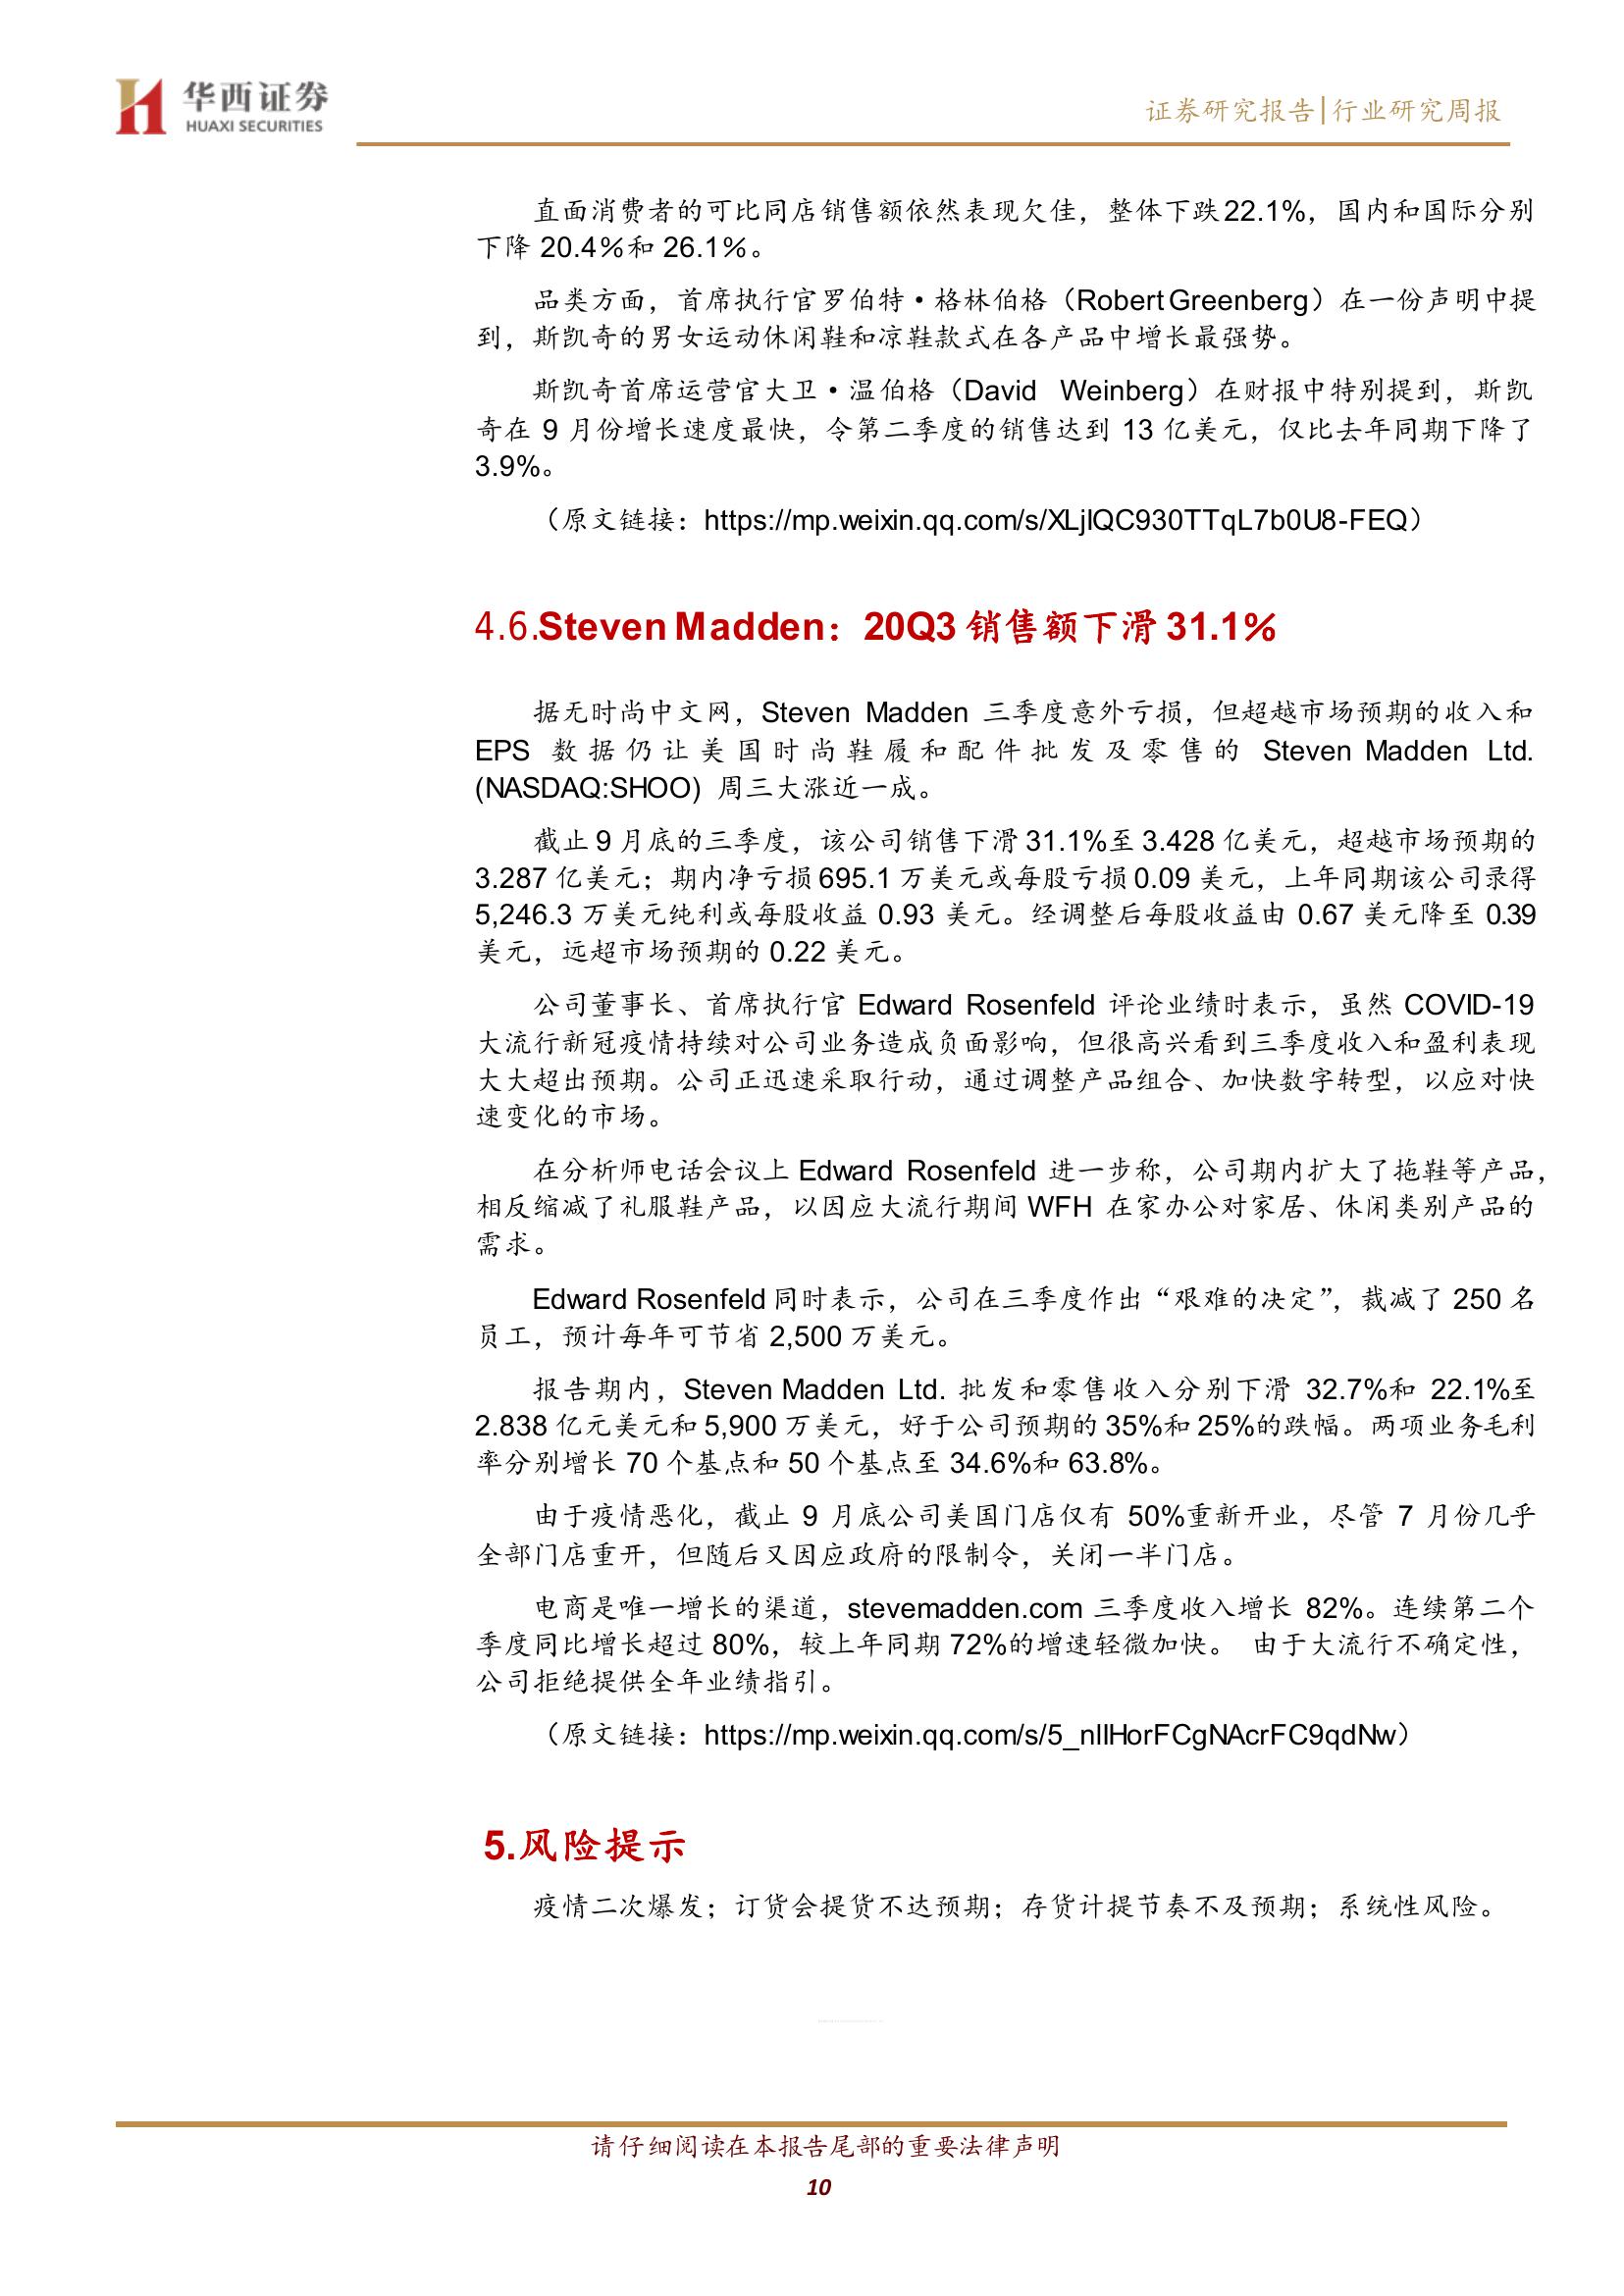 华西证券
HUAXI SECURITIES
证券研究报告|行业研究周报
直面消费者的可比同店销售额依然表现欠佳，整体下跌22.1%，国内和国际分别
下降 20.4%和 26.1%。
品类方面，首席执行官罗伯特·格林伯格（Robert Greenberg）在一份声明中提
到，斯凯奇的男女运动休闲鞋和凉鞋款式在各产品中增长最强势。
斯凯奇首席运营官大卫·温伯格（David Weinberg）在财报中特别提到，斯凯
奇在 9 月份增长速度最快，令第二季度的销售达到 13 亿美元，仅比去年同期下降了
3.9%。
（原文链接：https://mp.weixin.qq.com/s/XLjlQC930TTqL7b0U8-FEQ）
4.6.Steven Madden：20Q3 销售额下滑 31.1%
据无时尚中文网，Steven Madden 三季度意外亏损，但超越市场预期的收入和
EPS 数据仍让美国时尚鞋履和配件批发及零售的 Steven Madden Ltd.
(NASDAQ:SHOO) 周三大涨近一成。
截止 9 月底的三季度，该公司销售下滑 31.1%至 3.428 亿美元，超越市场预期的
3.287 亿美元；期内净亏损 695.1 万美元或每股亏损 0.09 美元，上年同期该公司录得
5,246.3 万美元纯利或每股收益 0.93 美元。经调整后每股收益由 0.67 美元降至 0.39
美元，远超市场预期的 0.22 美元。
公司董事长、首席执行官 Edward Rosenfeld 评论业绩时表示，虽然 COVID-19
大流行新冠疫情持续对公司业务造成负面影响，但很高兴看到三季度收入和盈利表现
大大超出预期。公司正迅速采取行动，通过调整产品组合、加快数字转型，以应对快
速变化的市场。
在分析师电话会议上 Edward Rosenfeld 进一步称，公司期内扩大了拖鞋等产品，
相反缩减了礼服鞋产品，以因应大流行期间 WFH 在家办公对家居、休闲类别产品的
需求。
Edward Rosenfeld 同时表示，公司在三季度作出“艰难的决定”，裁减了 250 名
员工，预计每年可节省 2,500 万美元。
报告期内，Steven Madden Ltd. 批发和零售收入分别下滑 32.7%和 22.1%至
2.838 亿元美元和 5,900 万美元，好于公司预期的 35%和 25%的跌幅。两项业务毛利
率分别增长 70 个基点和 50 个基点至 34.6%和 63.8%。
由于疫情恶化，截止 9 月底公司美国门店仅有 50%重新开业，尽管 7 月份几乎
全部门店重开，但随后又因应政府的限制令，关闭一半门店。
电商是唯一增长的渠道，stevemadden.com 三季度收入增长 82%。连续第二个
季度同比增长超过 80%，较上年同期 72%的增速轻微加快。 由于大流行不确定性，
公司拒绝提供全年业绩指引。
（原文链接：https://mp.weixin.qq.com/s/5_nllHorFCgNAcrFC9qdNw）
5.风险提示
疫情二次爆发；订货会提货不达预期；存货计提节奏不及预期；系统性风险。
请仔细阅读在本报告尾部的重要法律声明
10